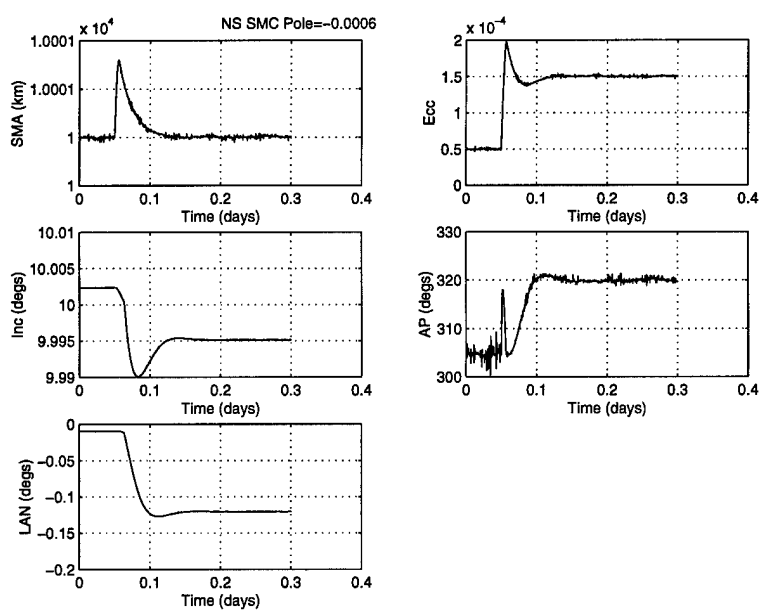 NS SMC Pole=−0.0006
1.0001 x 10^4
1.0001
1
1
SMA (km)
0 0.1 0.2 0.3 0.4
Time (days)
2 x 10^−4
1.5
1
0.5
0
Ecc
0 0.1 0.2 0.3 0.4
Time (days)
10.01
10.005
10
9.995
9.99
Inc (degs)
0 0.1 0.2 0.3 0.4
Time (days)
330
320
310
300
AP (degs)
0 0.1 0.2 0.3 0.4
Time (days)
0
−0.05
−0.1
−0.15
−0.2
LAN (degs)
0 0.1 0.2 0.3 0.4
Time (days)